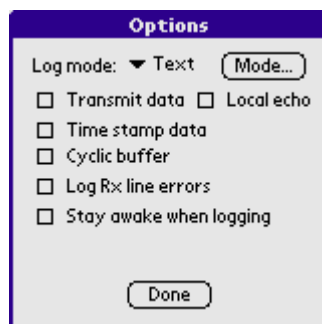 Options
Log mode: Text Mode...
Transmit data Local echo
Time stamp data
Cyclic buffer
Log Rx line errors
Stay awake when logging
Done